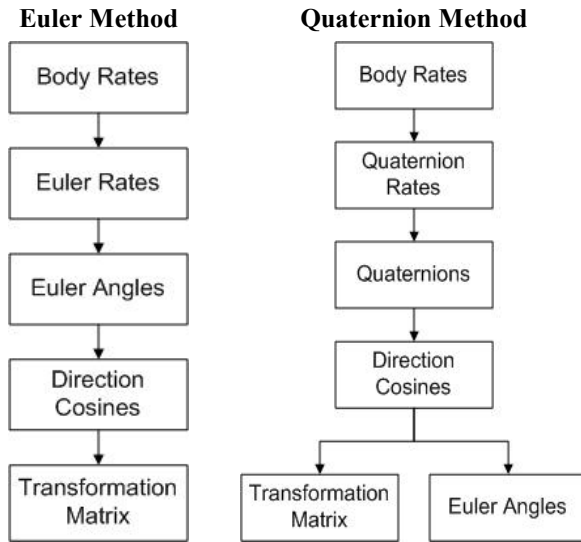 Euler Method
Body Rates
Euler Rates
Euler Angles
Direction
Cosines
Transformation
Matrix
Quaternion Method
Body Rates
Quaternion
Rates
Quaternions
Direction
Cosines
Transformation
Matrix
Euler Angles